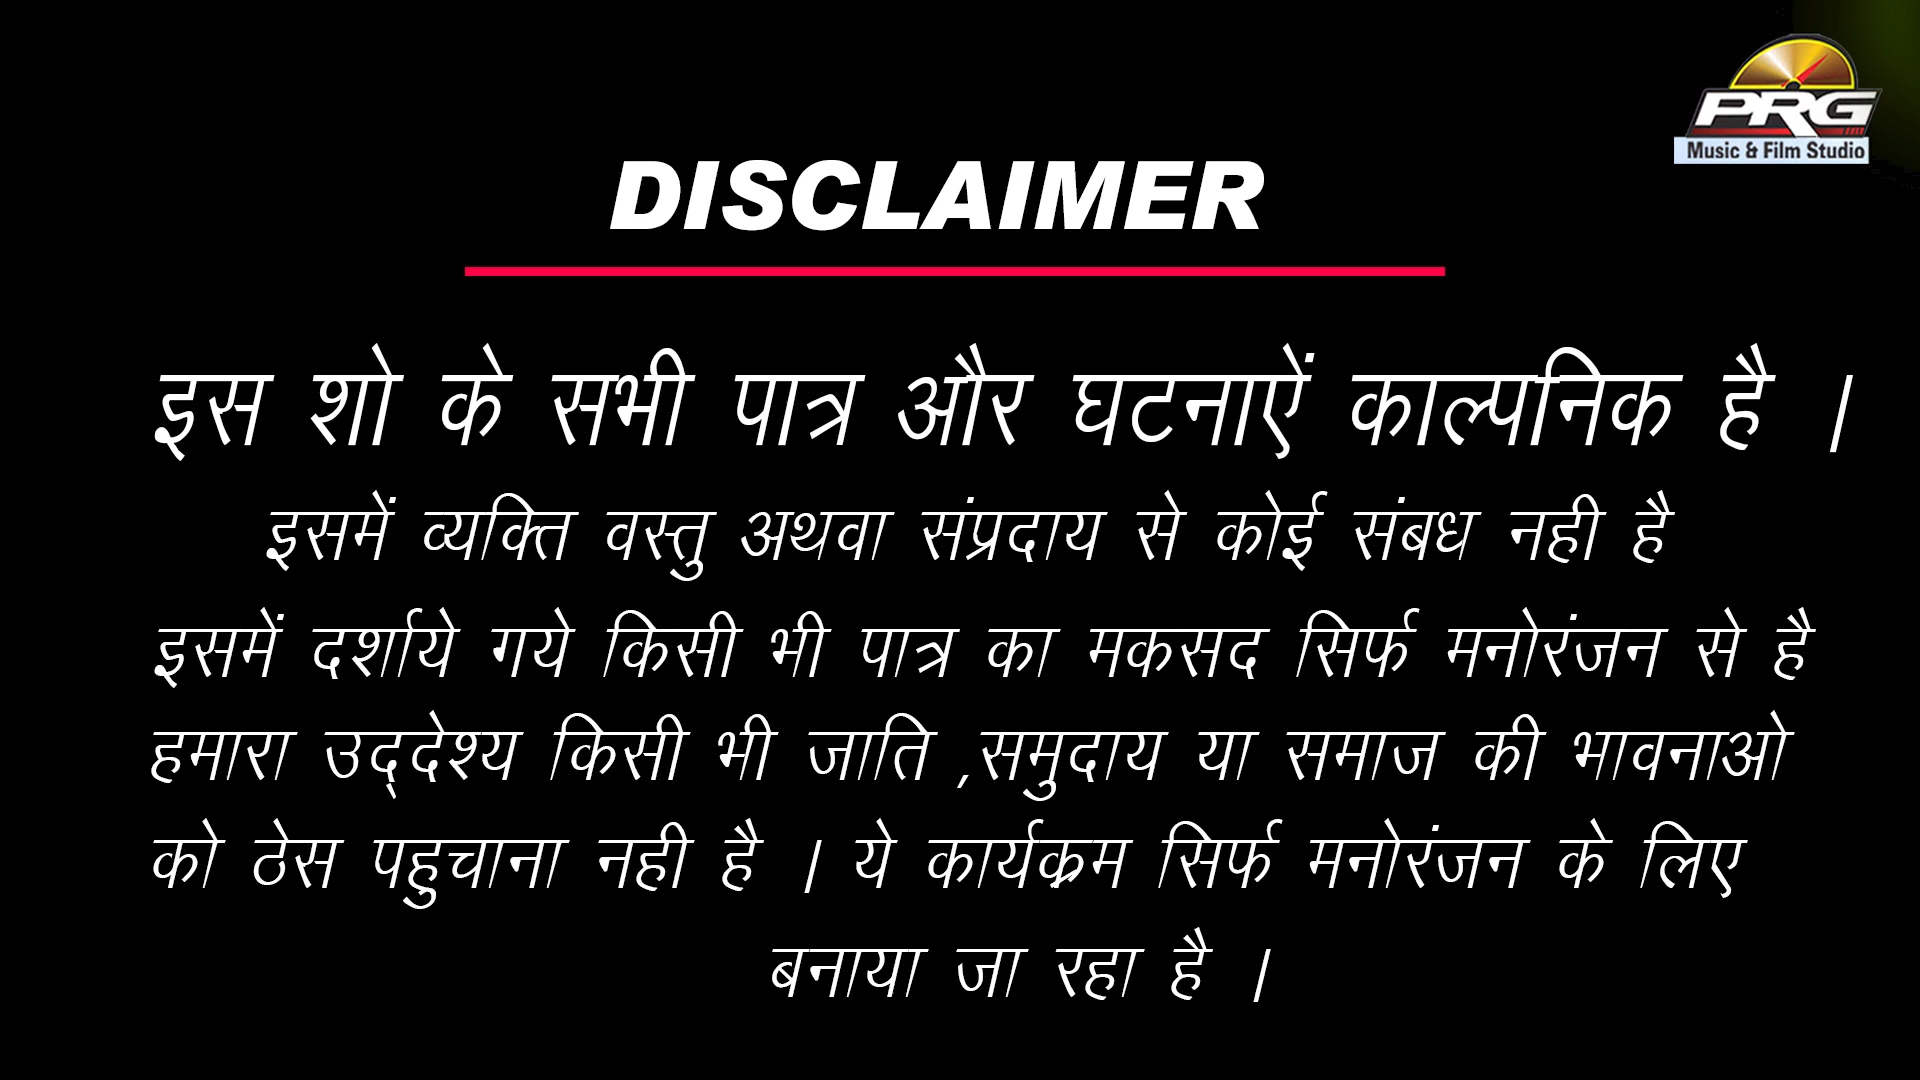 PRG
Music & Film Studio
DISCLAIMER
इस शो के सभी पात्र और घटनाऐं काल्पनिक है ।
इसमें व्यक्ति वस्तु अथवा संप्रदाय से कोई संबध नही है
इसमें दर्शाये गये किसी भी पात्र का मकसद सिर्फ मनोरंजन से है
हमारा उद्देश्य किसी भी जाति ,समुदाय या समाज की भावनाओ
को ठेस पहुचाना नही है । ये कार्यक्रम सिर्फ मनोरंजन के लिए
बनाया जा रहा है ।